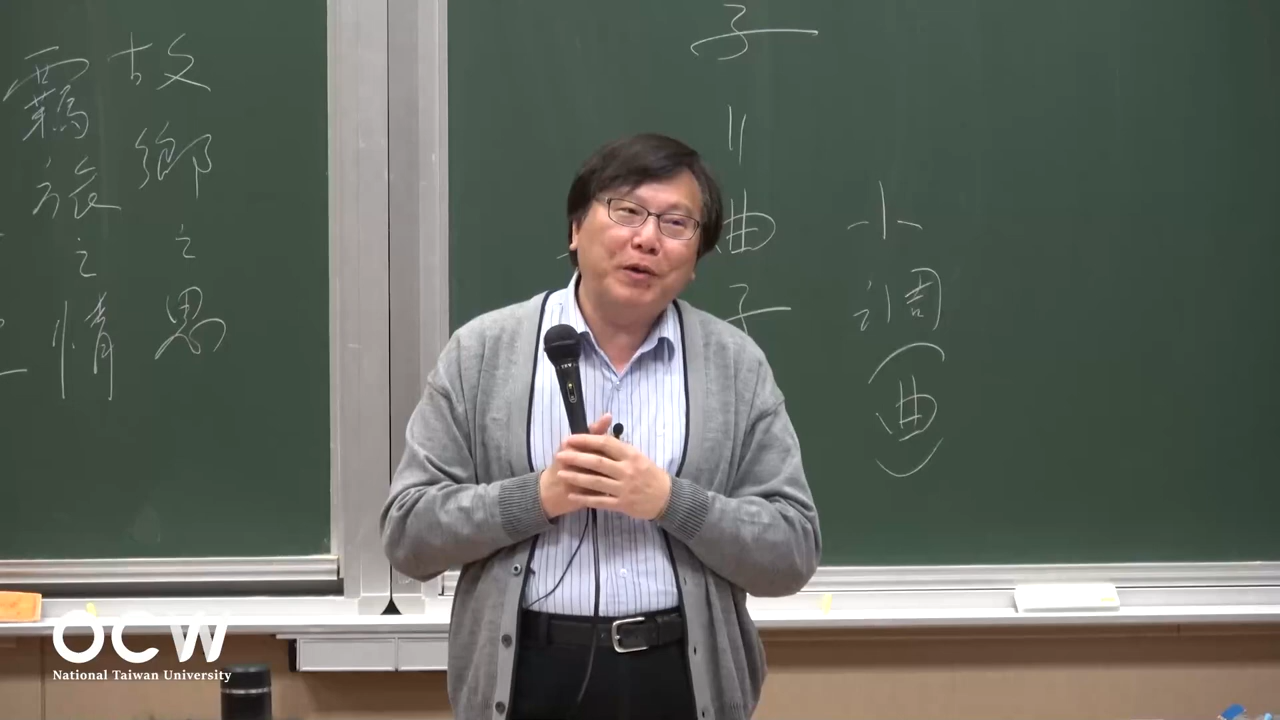 故鄉之思
羈旅之情
子
=
曲子
小調
(曲)
OCW
National Taiwan University